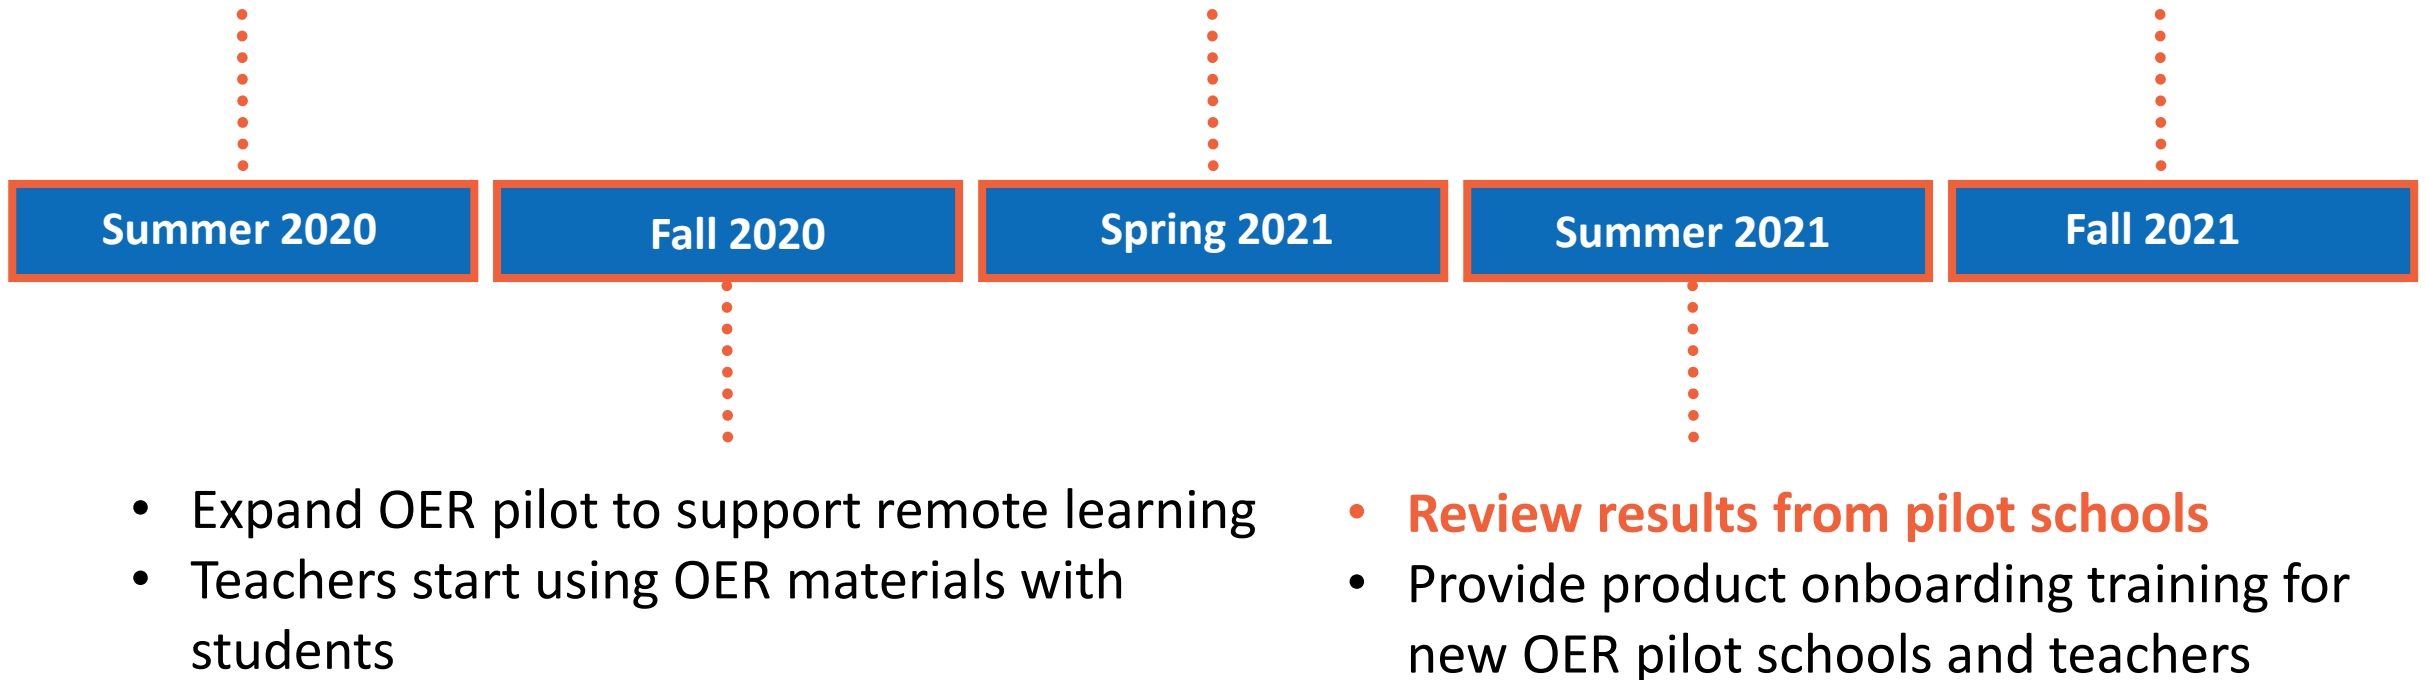 Summer 2020
Fall 2020
Spring 2021
Summer 2021
Fall 2021
• Expand OER pilot to support remote learning
• Teachers start using OER materials with
students
• Review results from pilot schools
• Provide product onboarding training for
new OER pilot schools and teachers